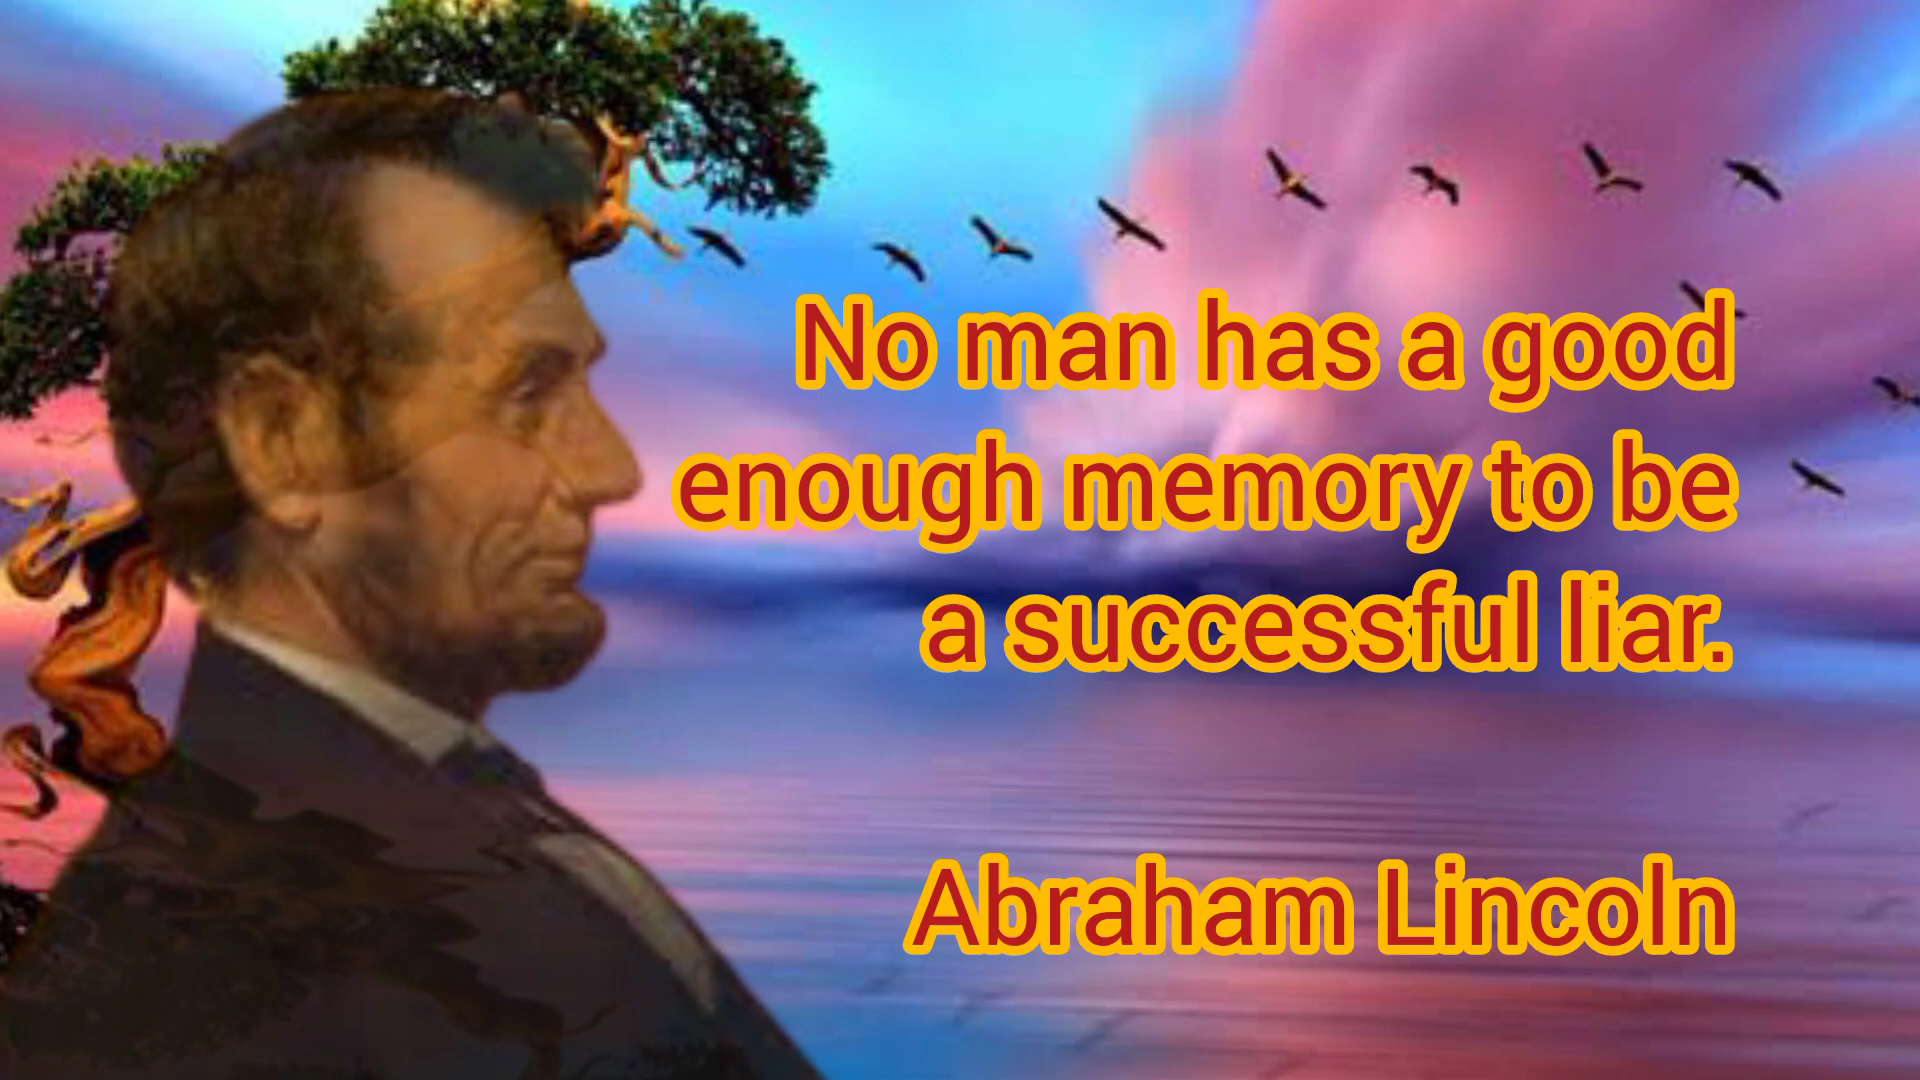 No man has a good
enough memory to be
a successful liar.
Abraham Lincoln